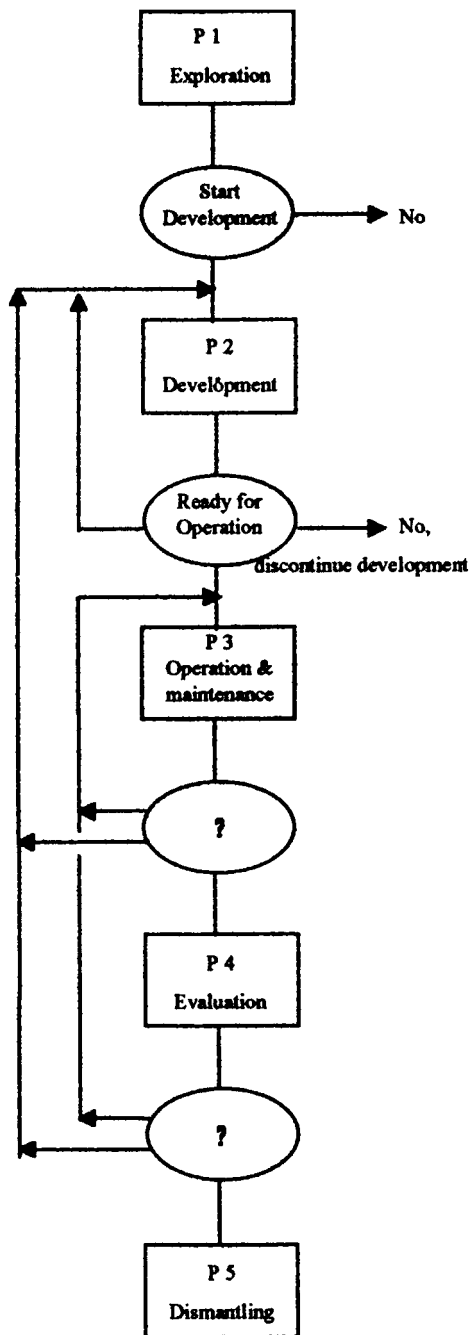 P 1
Exploration
Start
Development
No
P 2
Development
Ready for
Operation
No,
discontinue development
P 3
Operation &
maintenance
?
P 4
Evaluation
?
P 5
Dismantling